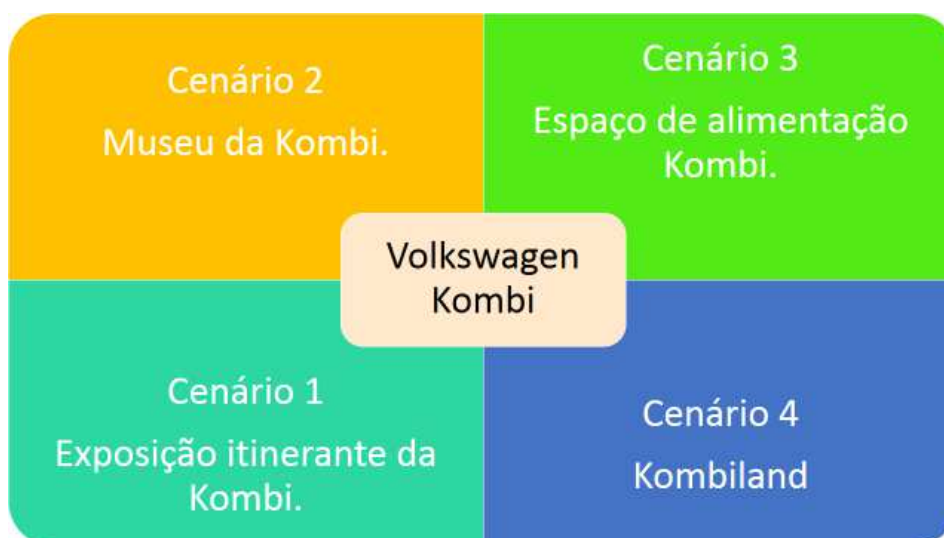 Cenário 2
Museu da Kombi.
Cenário 3
Espaço de alimentação
Kombi.
Volkswagen
Kombi
Cenário 1
Exposição itinerante da
Kombi.
Cenário 4
Kombiland